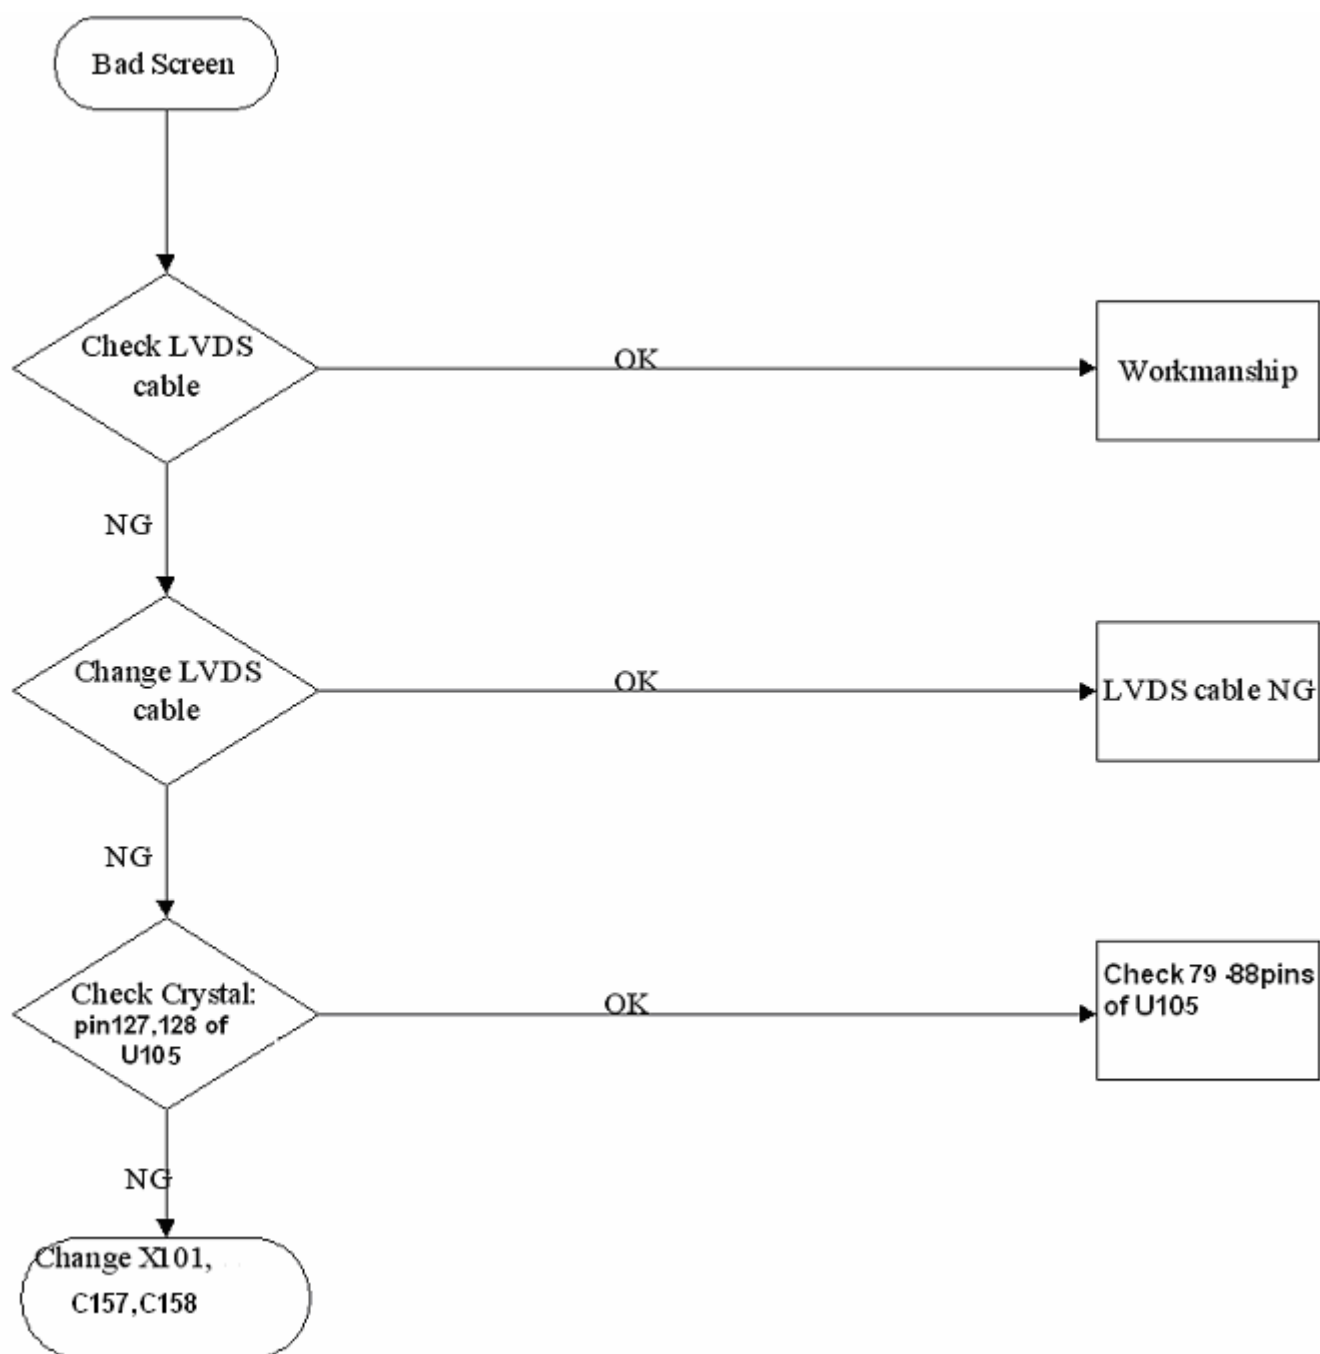 Bad Screen
Check LVDS
cable
OK
Workmanship
NG
Change LVDS
cable
OK
LVDS cable NG
NG
Check Crystal:
pin127,128 of
U105
OK
Check 79 -88pins
of U105
NG
Change X101,
C157,C158